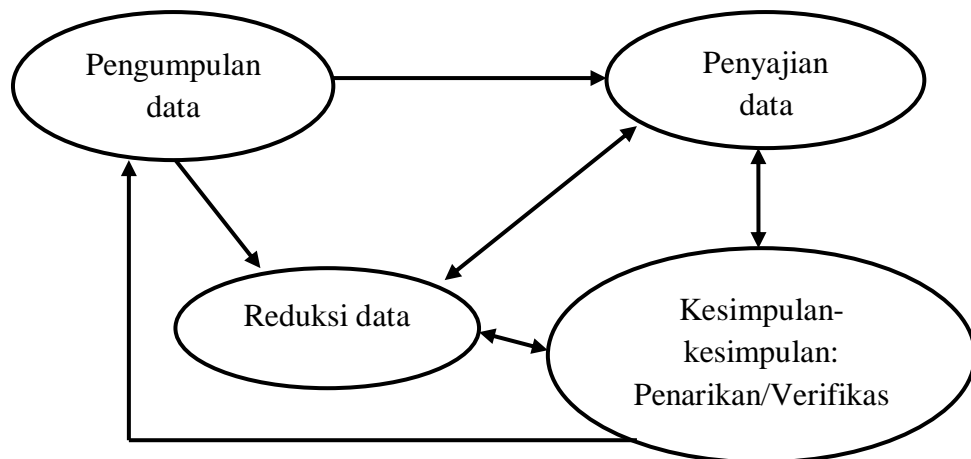 Pengumpulan
data
Penyajian
data
Reduksi data
Kesimpulan-
kesimpulan:
Penarikan/Verifikas